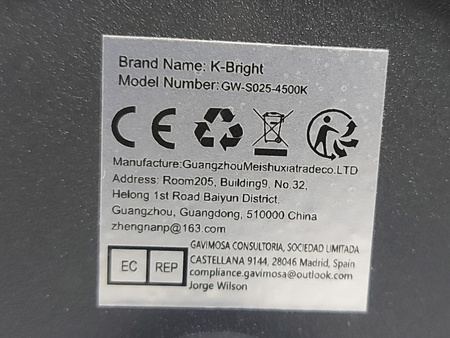 Brand Name: K-Bright
Model Number: GW-S025-4500K
CE
Manufacture:GuangzhouMeishuxiatradeco.LTD
Address: Room205, Building9, No.32,
Helong 1st Road Baiyun District,
Guangzhou, Guangdong, 510000 China
zhengnanp@163.com
EC REP
GAVIMOSA CONSULTORIA, SOCIEDAD LIMITADA
CASTELLANA 9144, 28046 Madrid, Spain
compliance.gavimosa@outlook.com
Jorge Wilson